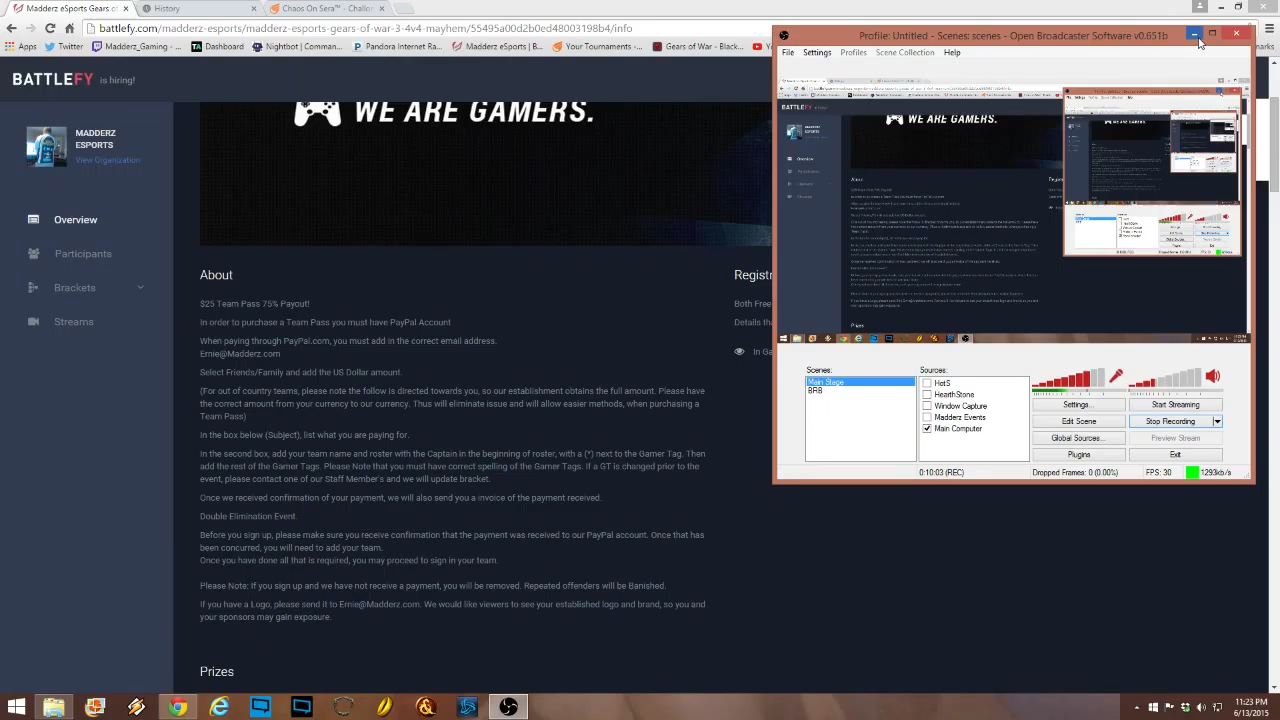 Madderz eSports Gears of
History
Chaos On Sera™ - Challon
battlefy.com/madderz-esports/madderz-esports-gears-of-war-3-4v4-mayhem/55495a00d2b0ed48003198b4/info
Apps
Twitter
Madderz_Gaming -
Dashboard
Overwolf | Gaming Co
Pandora Internet Rad
My Tournaments - Ch
DemonInfo - Tourna
Gears of War - Black
YouTube
BATTLEFY is hiring!
WE ARE GAMERS.
MADDERZ
ESPORTS
View Organization
Overview
Participants
Brackets
Streams
About
$25 Team Pass 75% Payout
In order to purchase a Team Pass you must have PayPal Account
When paying through PayPal.com, you must add in the correct email address.
Ernie@Madderz.com
Select Friends/Family and add the US Dollar amount.
(For out of country teams, please note the follow is directed towards you, so our establishment obtains the full amount. Please have
the correct amount from your currency to our currency. Thus will eliminate issue and will allow easier methods, when purchasing a
Team Pass)
In the box below (Subject), list what you are paying for.
In the second box, add your team name and roster with the Captain in the beginning of roster, with a (*) next to the Gamer Tag. Then
add the rest of the Gamer Tags. Please Note that you must have correct spelling of the Gamer Tags. If a GT is changed prior to the
event, please contact one of our Staff Member's and we will update bracket.
Once we received confirmation of your payment, we will also send you a invoice of the payment received.
Double Elimination Event.
Before you sign up, please make sure you receive confirmation that the payment was received to our PayPal account. Once that has
been concurred, you will need to add your team.
Once you have done all that is required, you may proceed to sign in your team.
Please Note: If you sign up and we have not receive a payment, you will be removed. Repeated offenders will be Banished.
If you have a Logo, please send it to Ernie@Madderz.com. We would like viewers to see your established logo and brand, so you and
your sponsors may gain exposure.
Prizes
Registr
Both Free
Details tha
In Ga
Profile: Untitled - Scenes: scenes - Open Broadcaster Software v0.651b
File Settings Profiles Scene Collection Help
WE ARE GAMERS.
About
Prizes
Scenes:
Main Stage
BRB
Sources:
HotS
HearthStone
Window Capture
Madderz Events
Main Computer
Settings...
Start Streaming
Edit Scene
Stop Recording
Global Sources...
Preview Stream
Plugins
Exit
0:10:03 (REC)
Dropped Frames: 0 (0.00%)
FPS: 30
1293kb/s
11:23 PM
6/13/2015